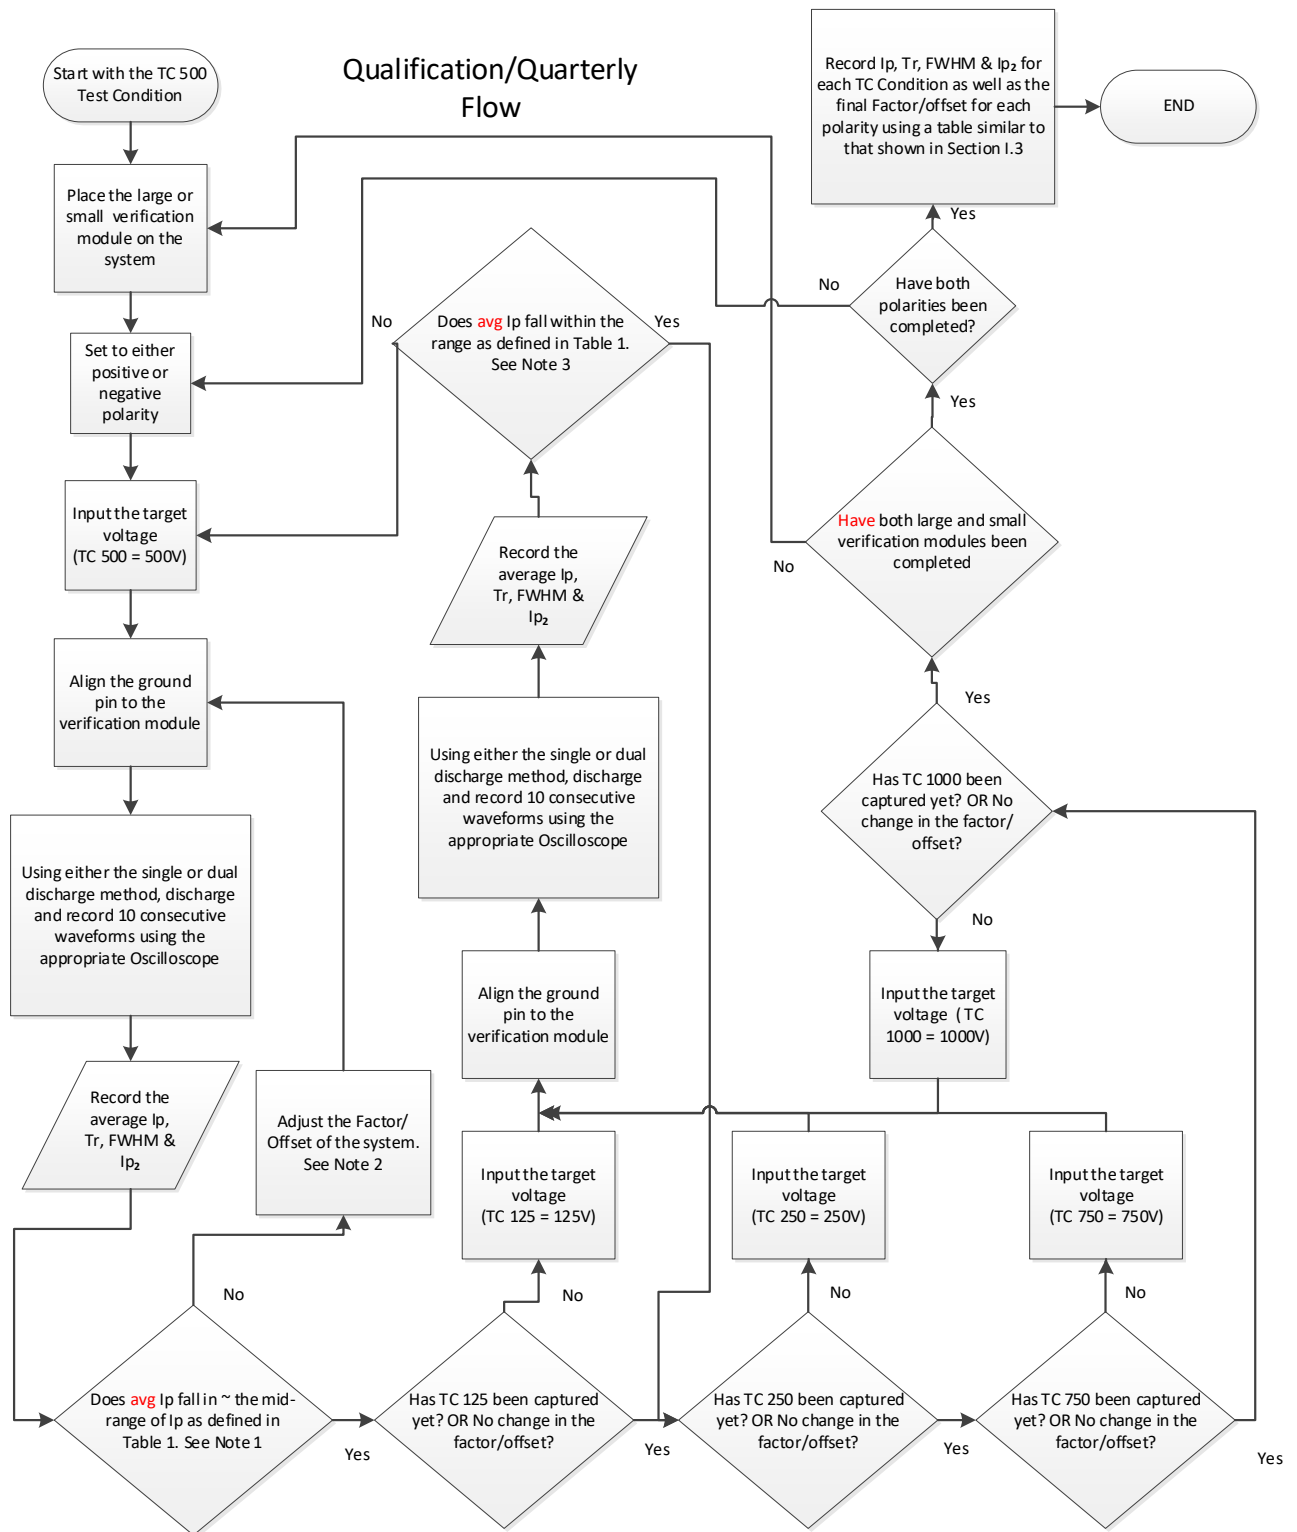 Qualification/Quarterly
Flow
Start with the TC 500
Test Condition
Place the large or
small verification
module on the
system
Set to either
positive or
negative
polarity
Input the target
voltage
(TC 500 = 500V)
Align the ground
pin to the
verification module
Using either the single or dual
discharge method, discharge
and record 10 consecutive
waveforms using the
appropriate Oscilloscope
Record the
average Ip,
Tr, FWHM &
Ip₂
Does avg Ip fall in ~ the mid-
range of Ip as defined in
Table 1. See Note 1
No
Yes
Adjust the Factor/
Offset of the system.
See Note 2
Has TC 125 been captured
yet? OR No change in the
factor/offset?
No
Yes
Input the target
voltage
(TC 125 = 125V)
Align the ground
pin to the
verification module
Using either the single or dual
discharge method, discharge
and record 10 consecutive
waveforms using the
appropriate Oscilloscope
Record the
average Ip,
Tr, FWHM &
Ip₂
Does avg Ip fall within the
range as defined in Table 1.
See Note 3
No
Yes
Has TC 250 been captured
yet? OR No change in the
factor/offset?
No
Yes
Input the target
voltage
(TC 250 = 250V)
Has TC 750 been captured
yet? OR No change in the
factor/offset?
No
Yes
Input the target
voltage
(TC 750 = 750V)
Has TC 1000 been
captured yet? OR No
change in the factor/
offset?
No
Yes
Input the target
voltage ( TC
1000 = 1000V)
Have both large and small
verification modules been
completed
No
Yes
Have both
polarities been
completed?
No
Yes
Record Ip, Tr, FWHM & Ip₂ for
each TC Condition as well as the
final Factor/offset for each
polarity using a table similar to
that shown in Section I.3
END